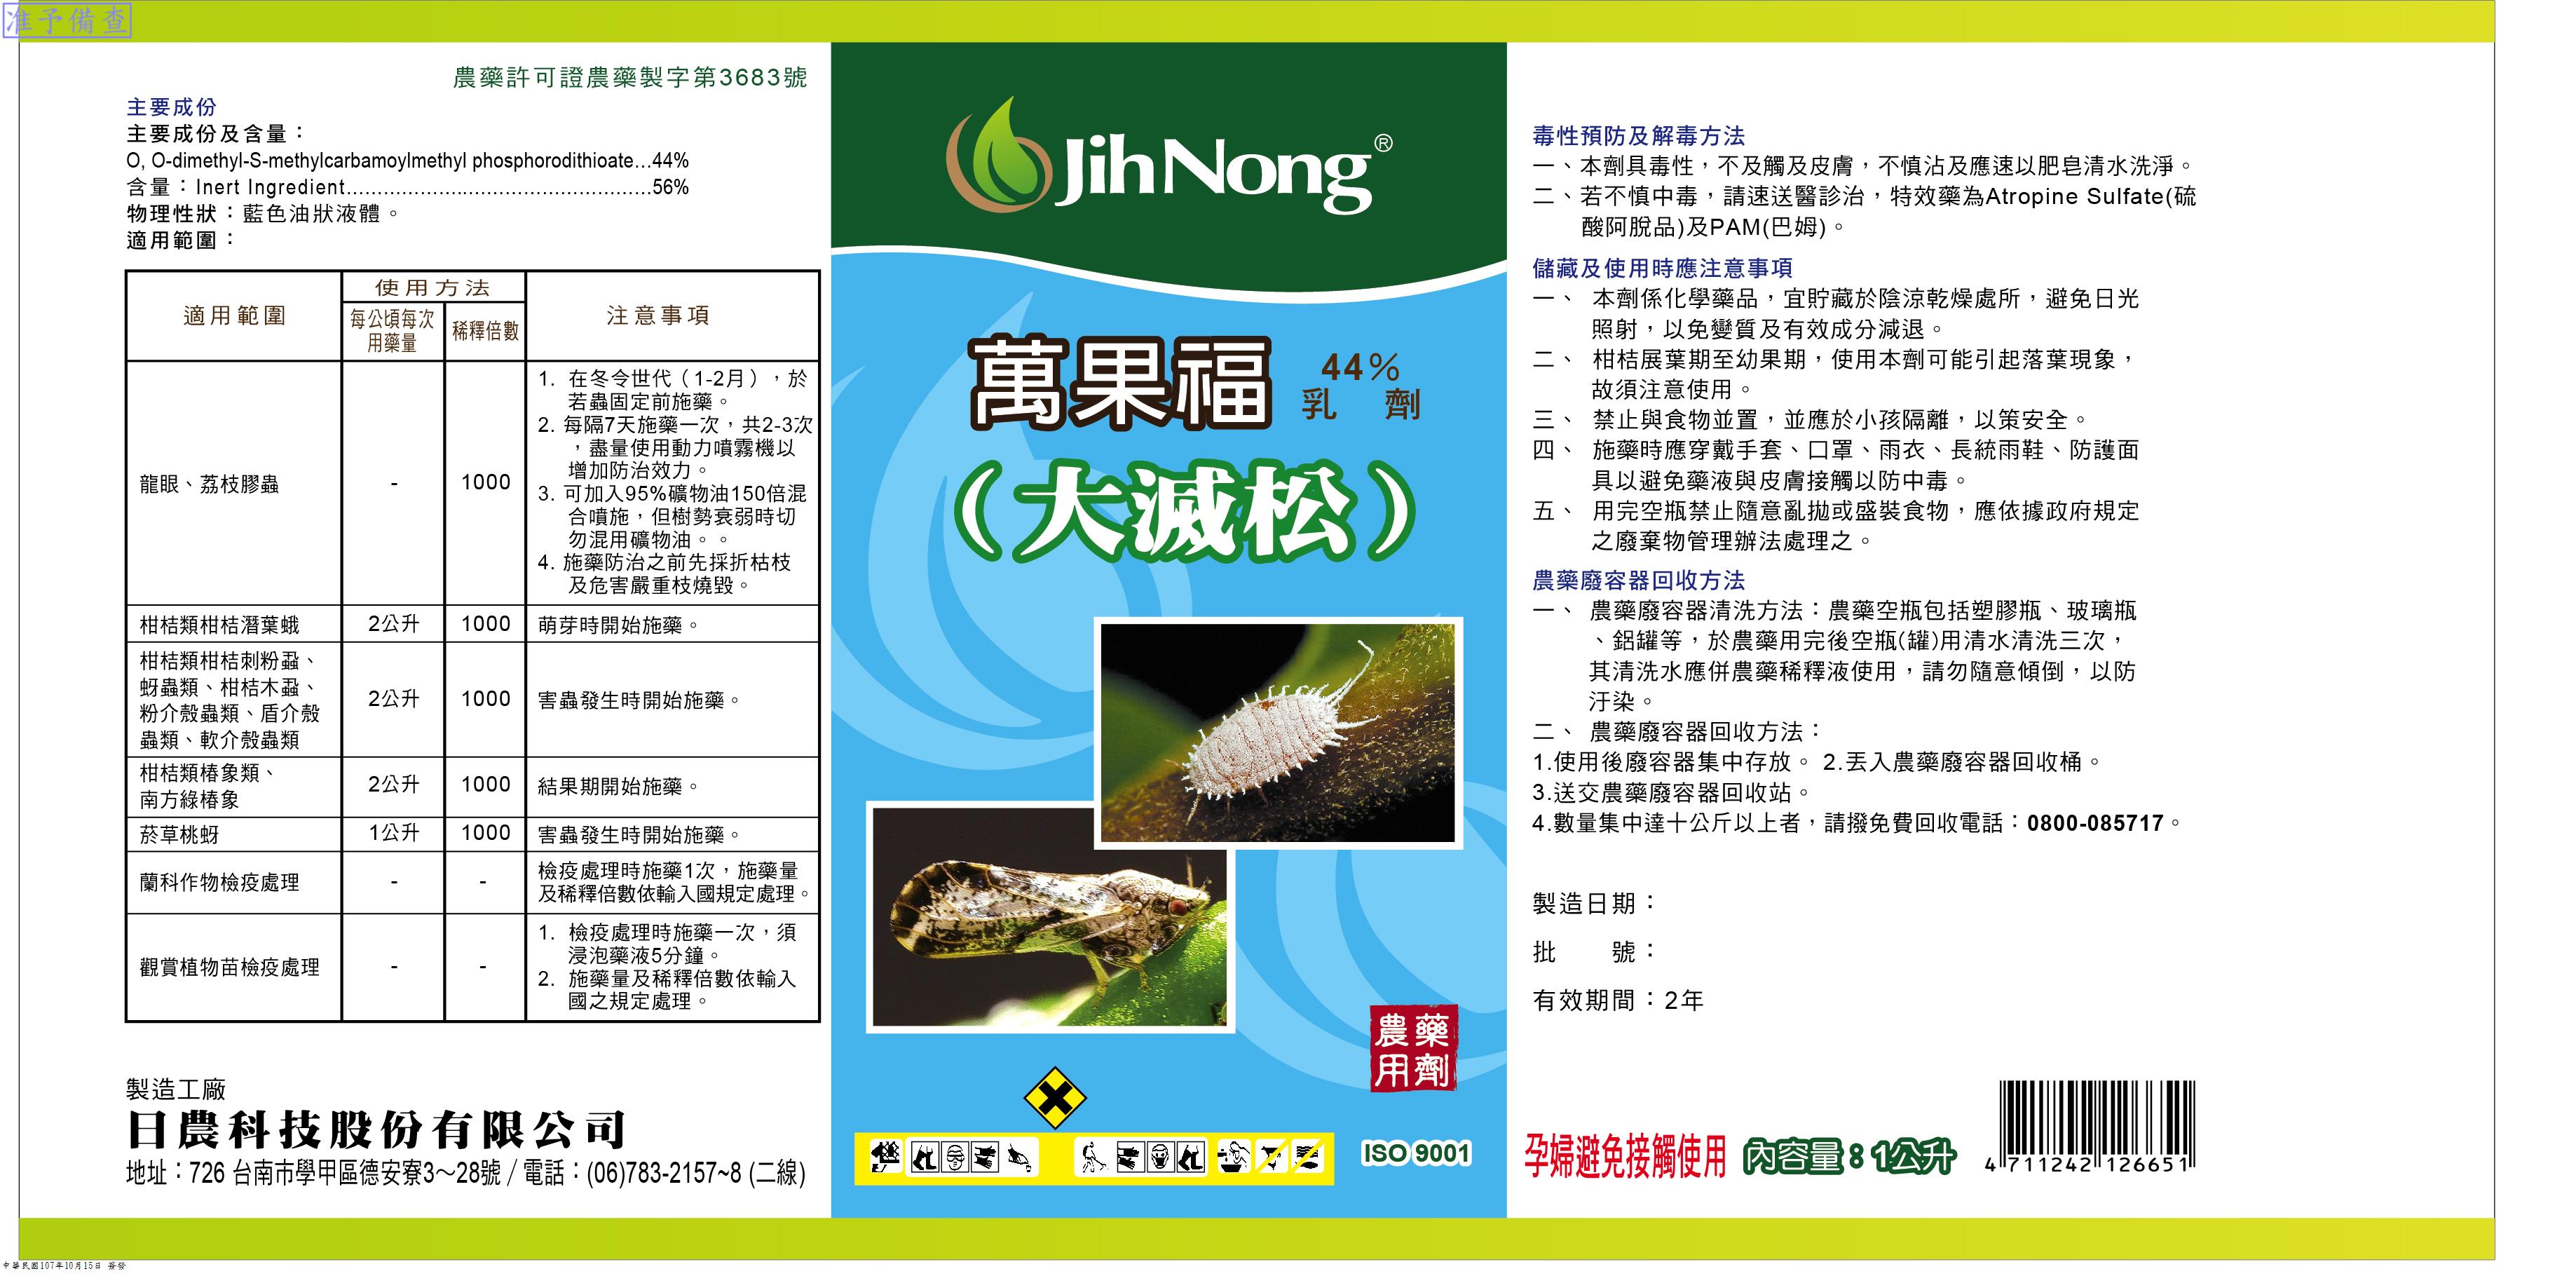 准予備查
農藥許可證農藥製字第3683號
主要成份
主要成份及含量：
O, O-dimethyl-S-methylcarbamoylmethyl phosphorodithioate...44%
含量：Inert Ingredient..................................................56%
物理性狀：藍色油狀液體。
適用範圍：
適用範圍
使用方法
每公頃每次
用藥量
稀釋倍數
注意事項
龍眼、荔枝膠蟲
-
1000
1. 在冬令世代（1-2月），於
若蟲固定前施藥。
2. 每隔7天施藥一次，共2-3次
，盡量使用動力噴霧機以
增加防治效力。
3. 可加入95%礦物油150倍混
合噴施，但樹勢衰弱時切
勿混用礦物油。。
4. 施藥防治之前先採折枯枝
及危害嚴重枝燒毀。
柑桔類柑桔潛葉蛾
2公升
1000
萌芽時開始施藥。
柑桔類柑桔刺粉蝨、
蚜蟲類、柑桔木蝨、
粉介殼蟲類、盾介殼
蟲類、軟介殼蟲類
2公升
1000
害蟲發生時開始施藥。
柑桔類椿象類、
南方綠椿象
2公升
1000
結果期開始施藥。
菸草桃蚜
1公升
1000
害蟲發生時開始施藥。
蘭科作物檢疫處理
-
-
檢疫處理時施藥1次，施藥量
及稀釋倍數依輸入國規定處理。
觀賞植物苗檢疫處理
-
-
1. 檢疫處理時施藥一次，須
浸泡藥液5分鐘。
2. 施藥量及稀釋倍數依輸入
國之規定處理。
製造工廠
日農科技股份有限公司
地址：726 台南市學甲區德安寮3～28號 / 電話：(06)783-2157~8 (二線)
JihNong®
萬果福
44%
乳 劑
（大滅松）
農藥
用劑
ISO 9001
毒性預防及解毒方法
一、本劑具毒性，不及觸及皮膚，不慎沾及應速以肥皂清水洗淨。
二、若不慎中毒，請速送醫診治，特效藥為Atropine Sulfate(硫
酸阿脫品)及PAM(巴姆)。
儲藏及使用時應注意事項
一、 本劑係化學藥品，宜貯藏於陰涼乾燥處所，避免日光
照射，以免變質及有效成分減退。
二、 柑桔展葉期至幼果期，使用本劑可能引起落葉現象，
故須注意使用。
三、 禁止與食物並置，並應於小孩隔離，以策安全。
四、 施藥時應穿戴手套、口罩、雨衣、長統雨鞋、防護面
具以避免藥液與皮膚接觸以防中毒。
五、 用完空瓶禁止隨意亂拋或盛裝食物，應依據政府規定
之廢棄物管理辦法處理之。
農藥廢容器回收方法
一、 農藥廢容器清洗方法：農藥空瓶包括塑膠瓶、玻璃瓶
、鋁罐等，於農藥用完後空瓶(罐)用清水清洗三次，
其清洗水應併農藥稀釋液使用，請勿隨意傾倒，以防
汙染。
二、 農藥廢容器回收方法：
1.使用後廢容器集中存放。 2.丟入農藥廢容器回收桶。
3.送交農藥廢容器回收站。
4.數量集中達十公斤以上者，請撥免費回收電話：0800-085717。
製造日期：
批 號：
有效期間：2年
孕婦避免接觸使用 內容量：1公升
4 711242 126651
中華民國107年10月15日 簽發